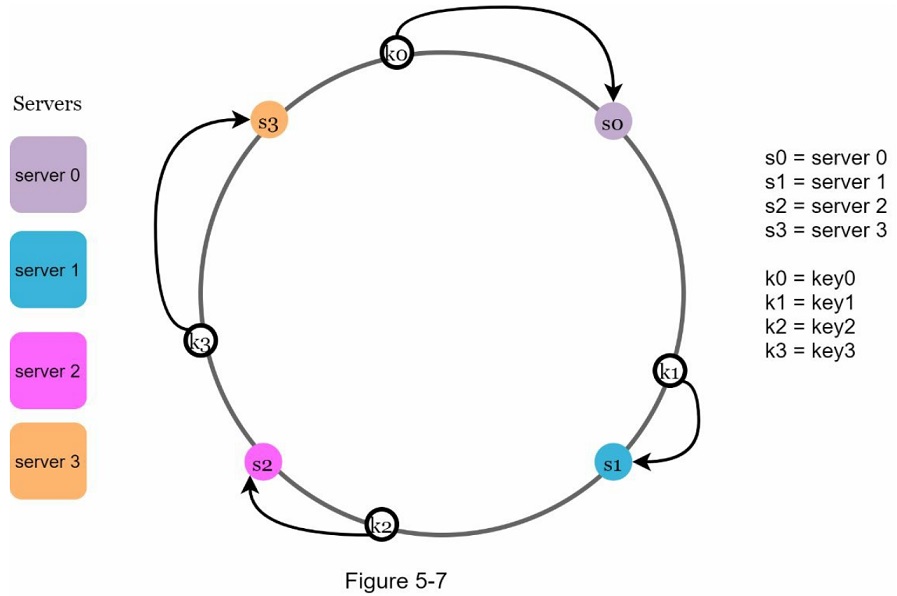 Servers
server 0
server 1
server 2
server 3
k0
s0
s3
k3
k1
s2
s1
k2
s0 = server 0
s1 = server 1
s2 = server 2
s3 = server 3
k0 = key0
k1 = key1
k2 = key2
k3 = key3
Figure 5-7